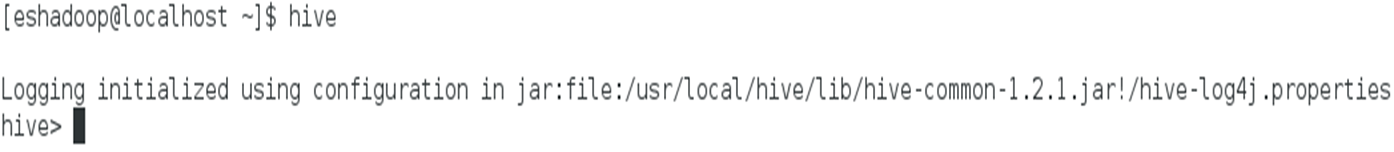 [eshadoop@localhost ~]$ hive
Logging initialized using configuration in jar:file:/usr/local/hive/lib/hive-common-1.2.1.jar!/hive-log4j.properties
hive>